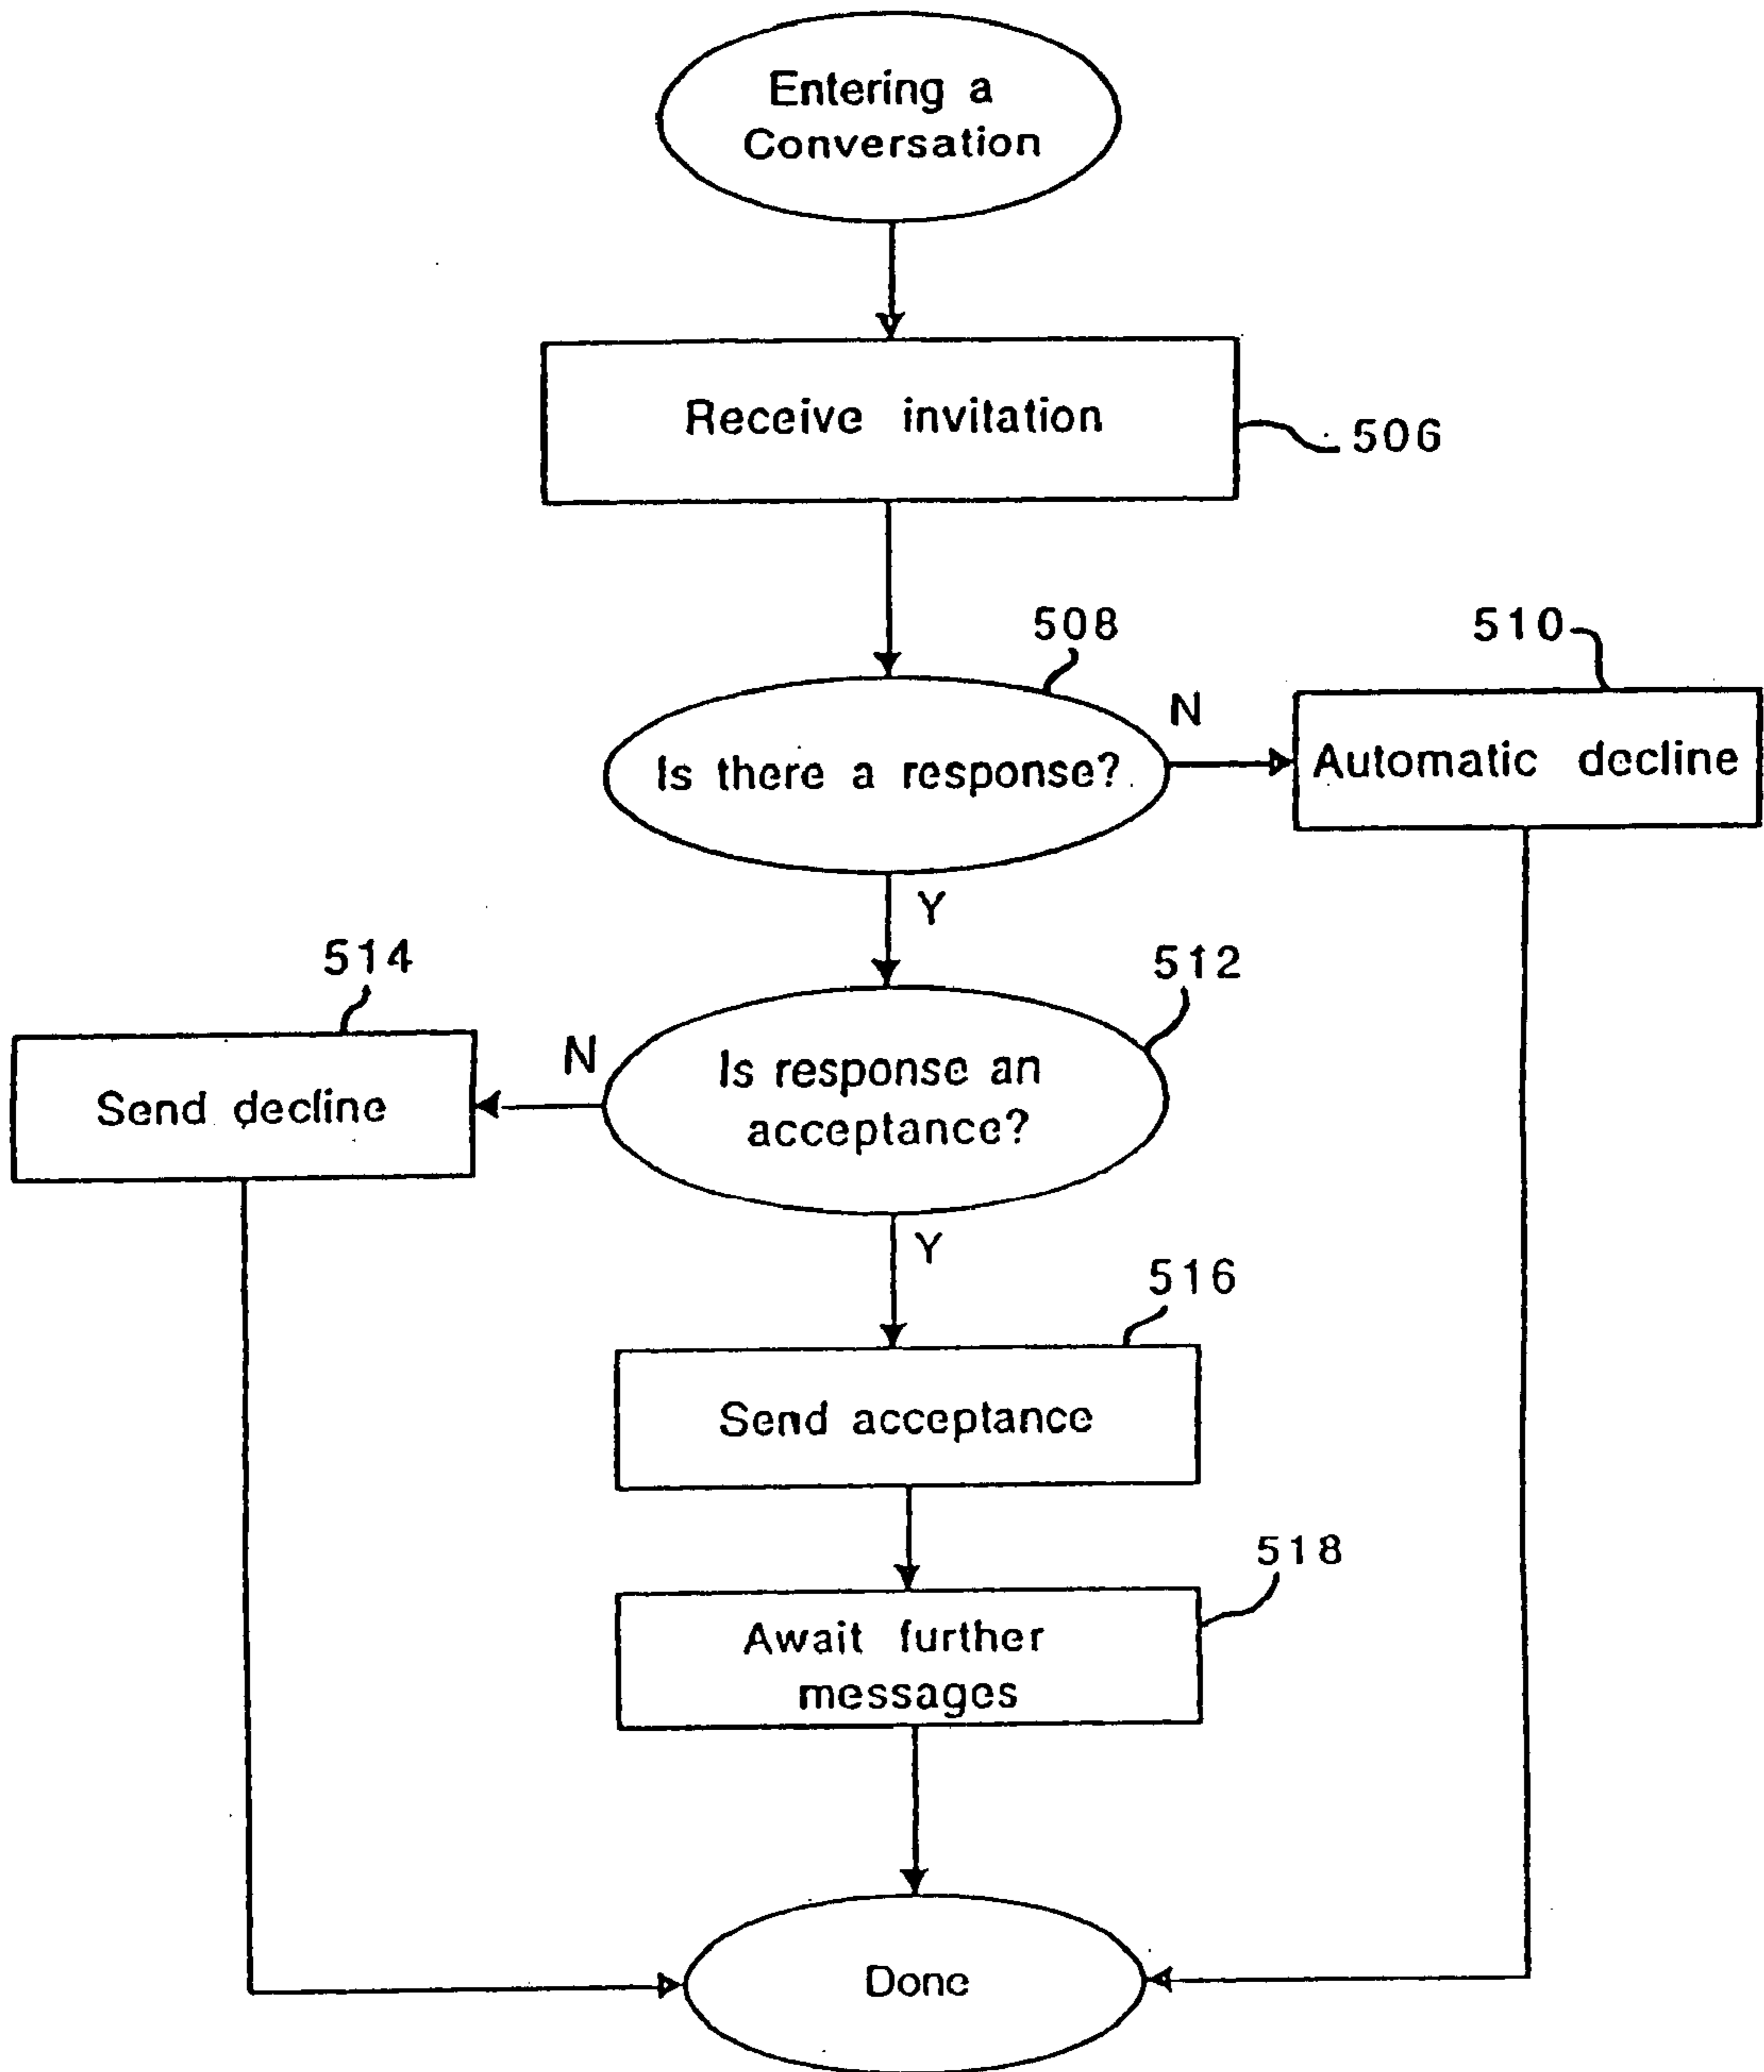 Entering a
Conversation
Receive invitation
506
508
510
N
Is there a response?
Automatic decline
Y
514
512
N
Is response an
acceptance?
Send decline
Y
516
Send acceptance
518
Await further
messages
Done